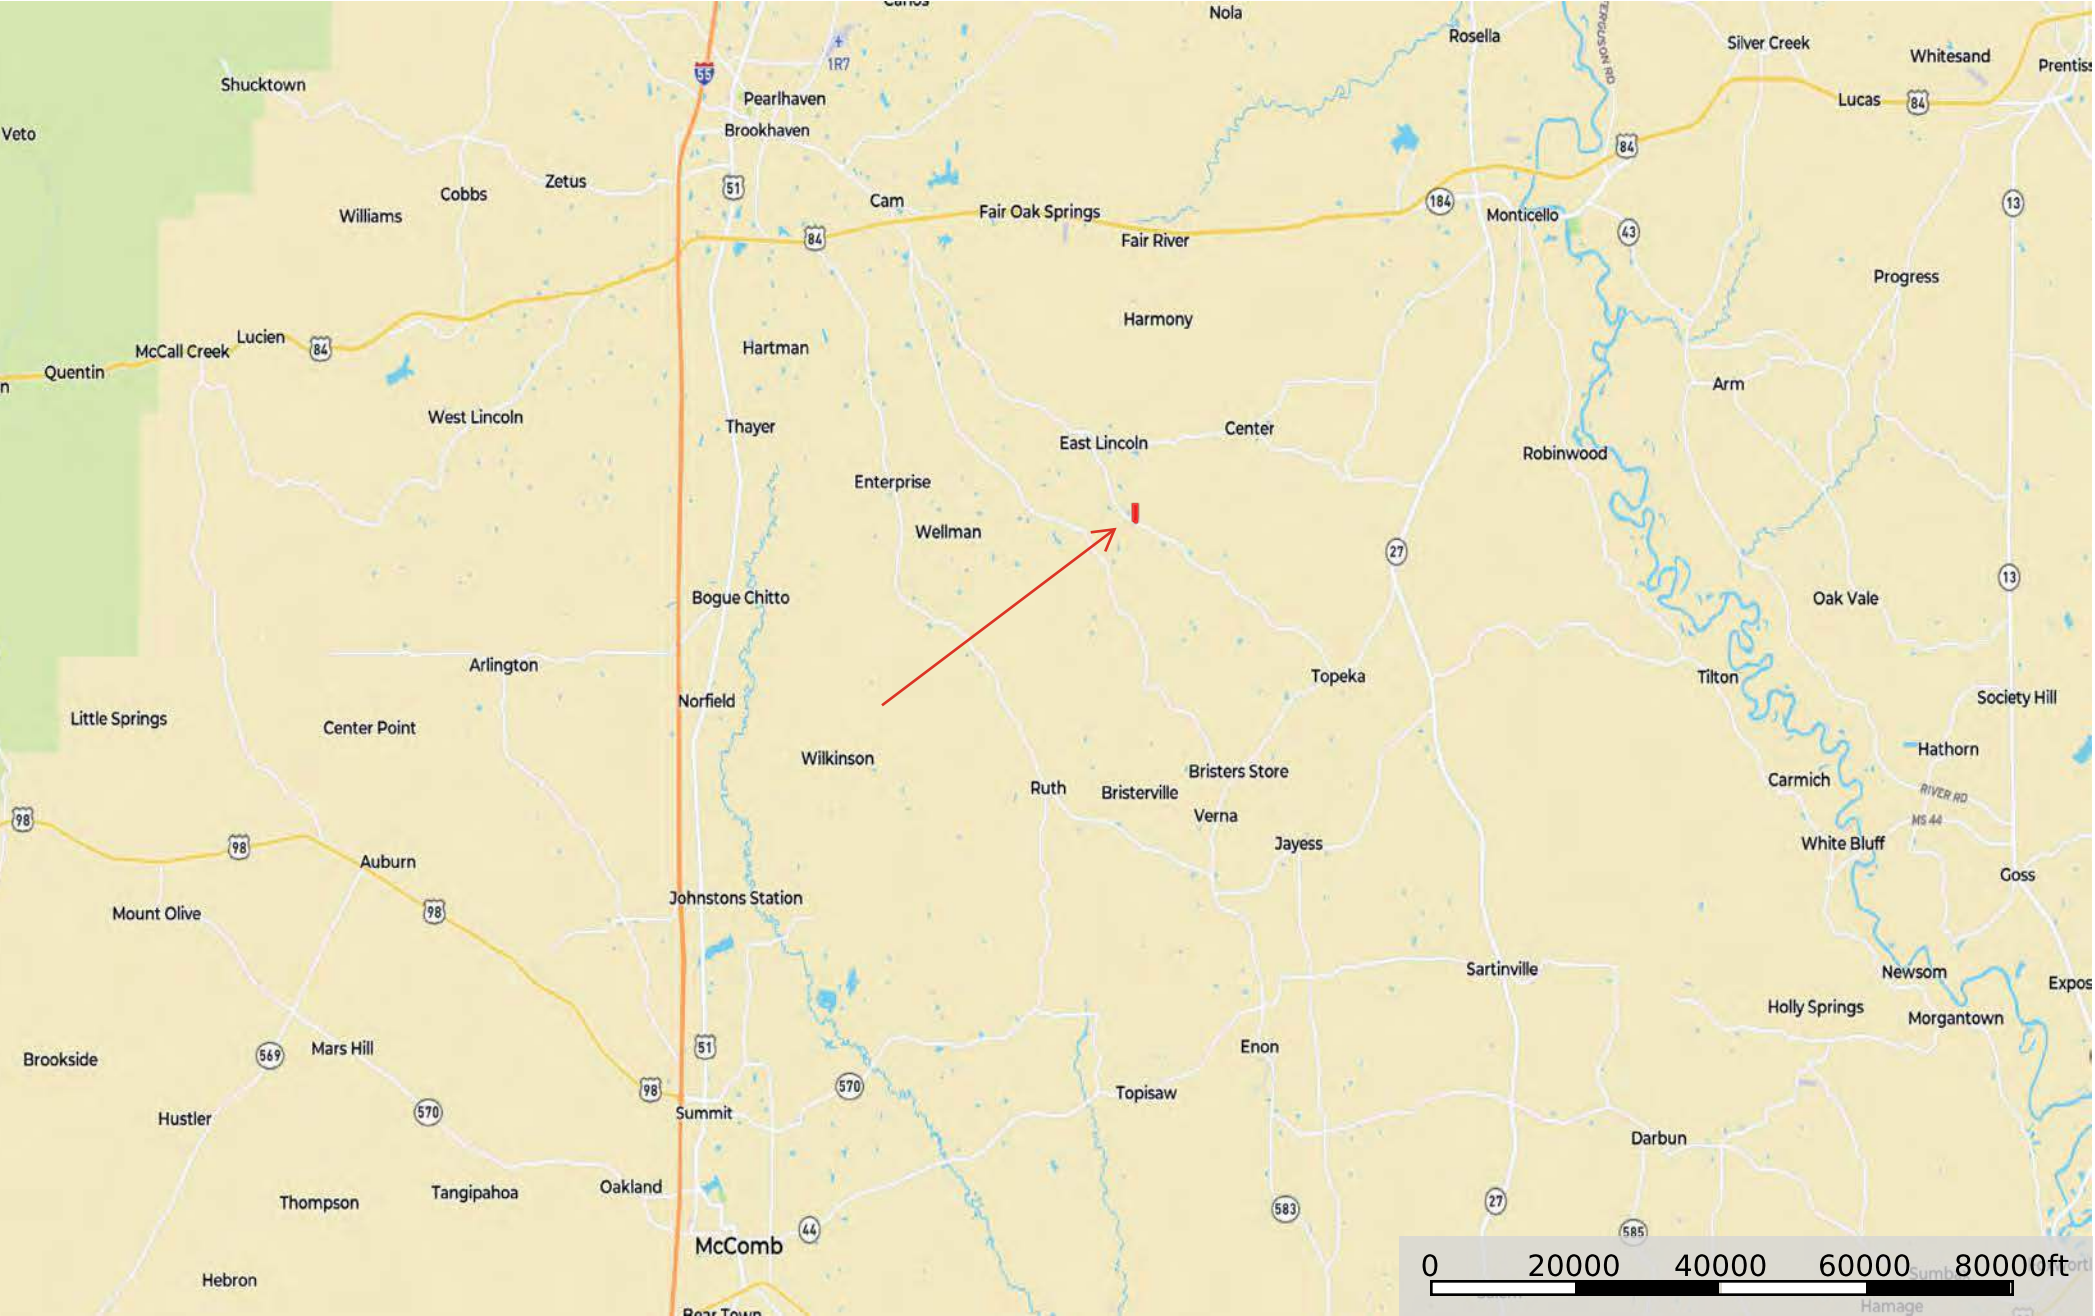 Nola
Rosella
FERGUSON RD
Silver Creek
Whitesand
Prentiss
55
1R7
Shucktown
Pearlhaven
Lucas
84
Veto
Brookhaven
84
Zetus
51
Cobbs
Cam
184
13
Williams
Fair Oak Springs
Monticello
84
Fair River
43
Progress
Harmony
Lucien
84
McCall Creek
Hartman
Quentin
n
Arm
West Lincoln
Thayer
Center
East Lincoln
Robinwood
Enterprise
Wellman
27
13
Bogue Chitto
Oak Vale
Arlington
Topeka
Tilton
Norfield
Society Hill
Little Springs
Center Point
Hathorn
Wilkinson
Bristers Store
Carmich
Ruth
Bristerville
RIVER RD
98
Verna
MS 44
98
Jayess
White Bluff
Auburn
Goss
98
Johnstons Station
Mount Olive
Sartinville
Newsom
Expos
Holly Springs
Morgantown
51
Enon
Mars Hill
569
Brookside
98
570
Topisaw
Hustler
570
Summit
Darbun
Oakland
Tangipahoa
Thompson
27
583
44
585
McComb
0 20000 40000 60000 80000ft
Hebron
Hamage
Bear Town